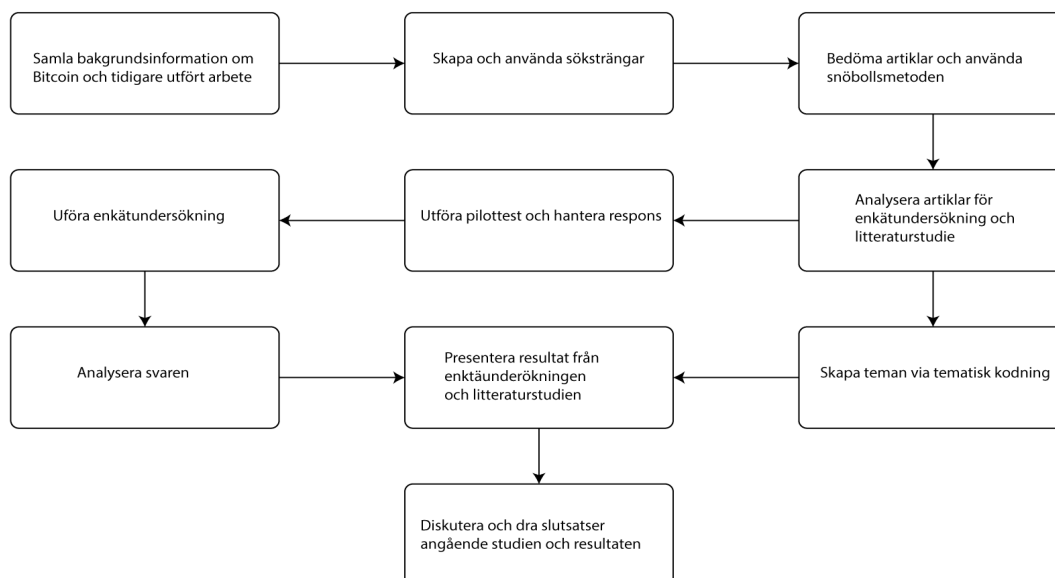 Samla bakgrundsinformation om
Bitcoin och tidigare utfört arbete
Skapa och använda söksträngar
Bedöma artiklar och använda
snöbollsmetoden
Analysera artiklar för
enkätundersökning och
litteraturstudie
Utföra pilottest och hantera respons
Uföra enkätundersökning
Analysera svaren
Presentera resultat från
enktäunderökningen
och litteraturstudien
Skapa teman via tematisk kodning
Diskutera och dra slutsatser
angående studien och resultaten